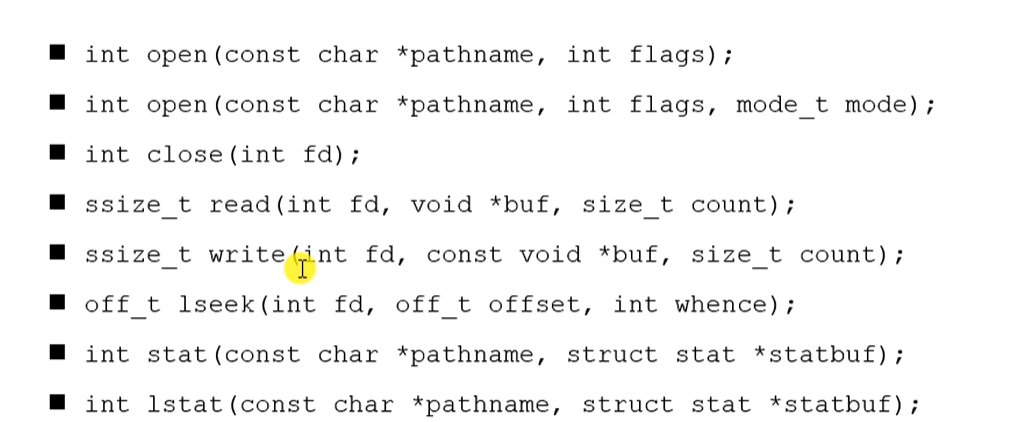 ■ int open(const char *pathname, int flags);
■ int open(const char *pathname, int flags, mode_t mode);
■ int close(int fd);
■ ssize_t read(int fd, void *buf, size_t count);
■ ssize_t write(int fd, const void *buf, size_t count);
■ off_t lseek(int fd, off_t offset, int whence);
■ int stat(const char *pathname, struct stat *statbuf);
■ int lstat(const char *pathname, struct stat *statbuf);